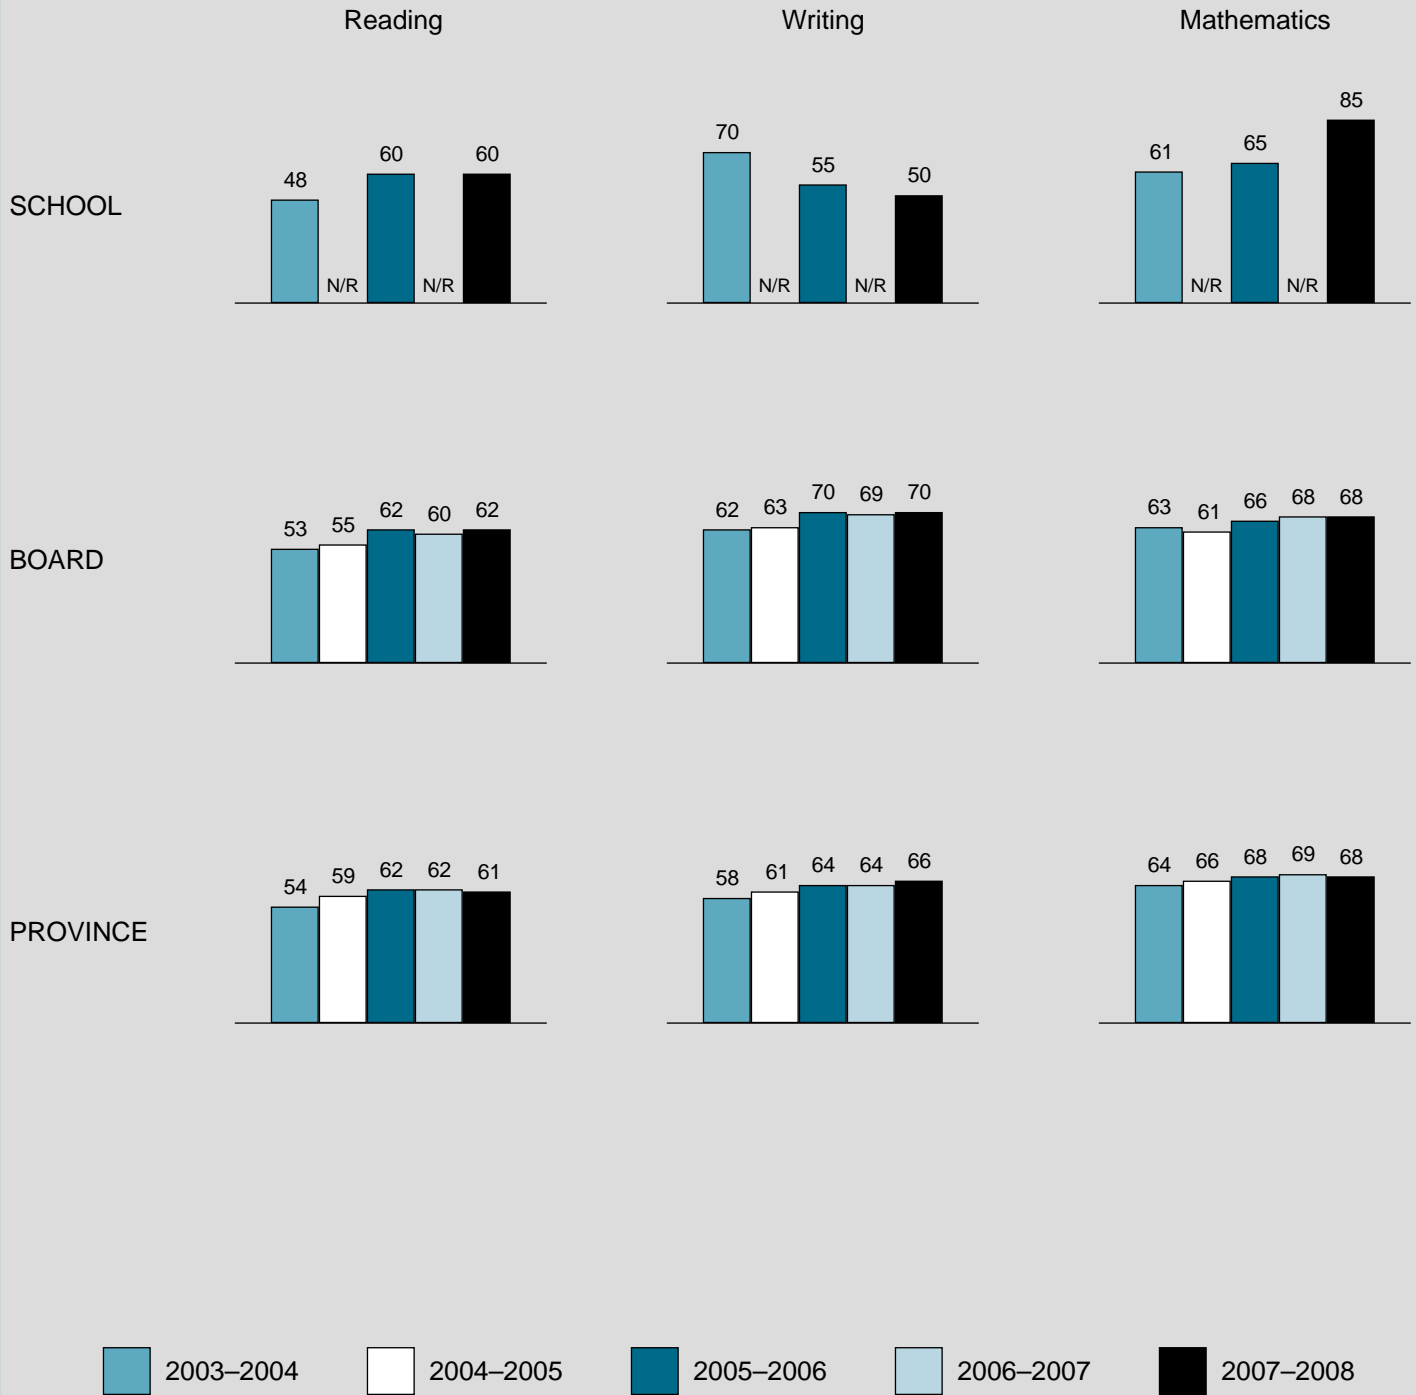 Reading Writing Mathematics
SCHOOL
48 N/R 60 N/R 60
70 N/R 55 N/R 50
61 N/R 65 N/R 85
BOARD
53 55 62 60 62
62 63 70 69 70
63 61 66 68 68
PROVINCE
54 59 62 62 61
58 61 64 64 66
64 66 68 69 68
2003–2004 2004–2005 2005–2006 2006–2007 2007–2008